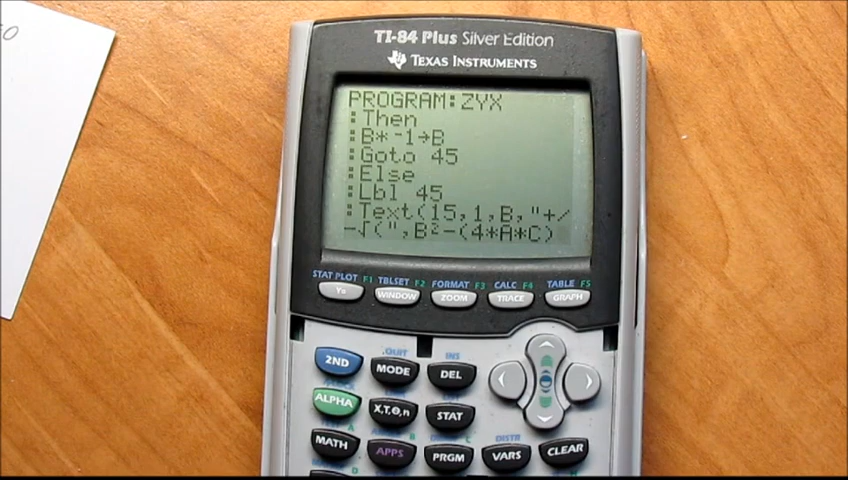 TI-84 Plus Silver Edition
TEXAS INSTRUMENTS
PROGRAM:ZYX
:Then
:B*⁻1→B
:Goto 45
:Else
:Lbl 45
:Text(15,1,B,"+/
-√(",B²-(4*A*C)
STAT PLOT F1 TBLSET F2 FORMAT F3 CALC F4 TABLE F5
Y= WINDOW ZOOM TRACE GRAPH
QUIT INS
2ND MODE DEL
ALPHA X,T,Θ,n STAT
A B C DISTR
MATH APPS PRGM VARS CLEAR
D